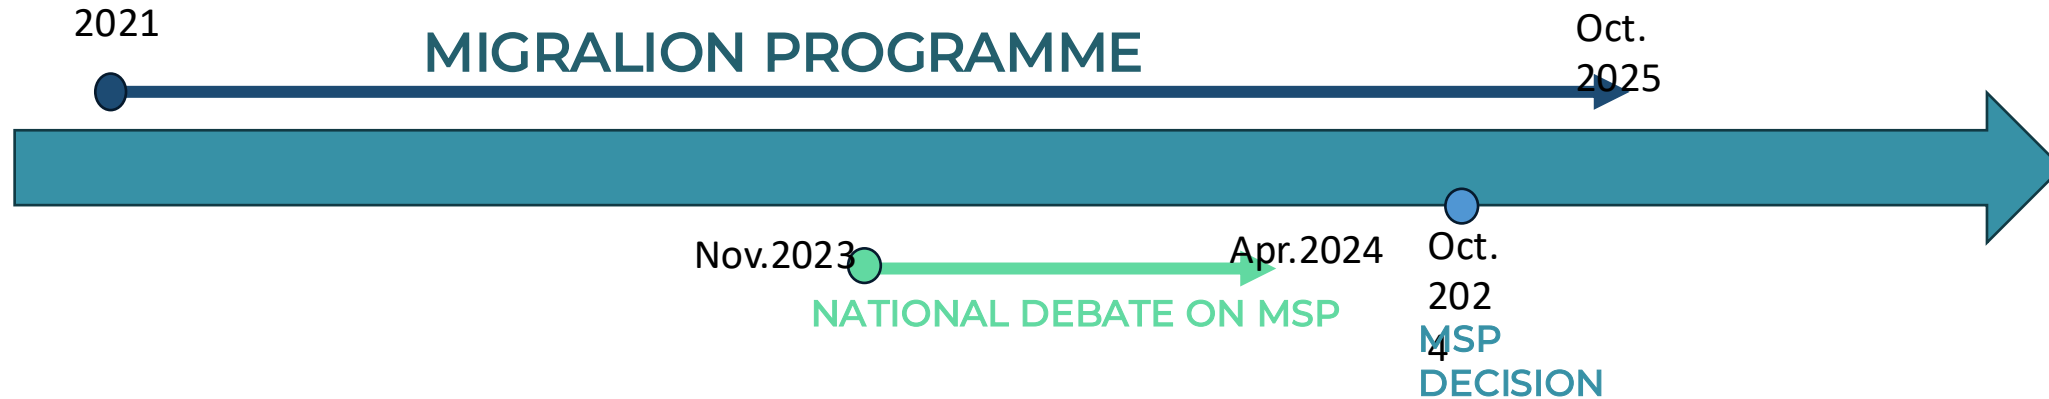 2021
MIGRALION PROGRAMME
Oct.
2025
Nov.2023
Apr.2024
NATIONAL DEBATE ON MSP
Oct.
202
4
MSP
DECISION